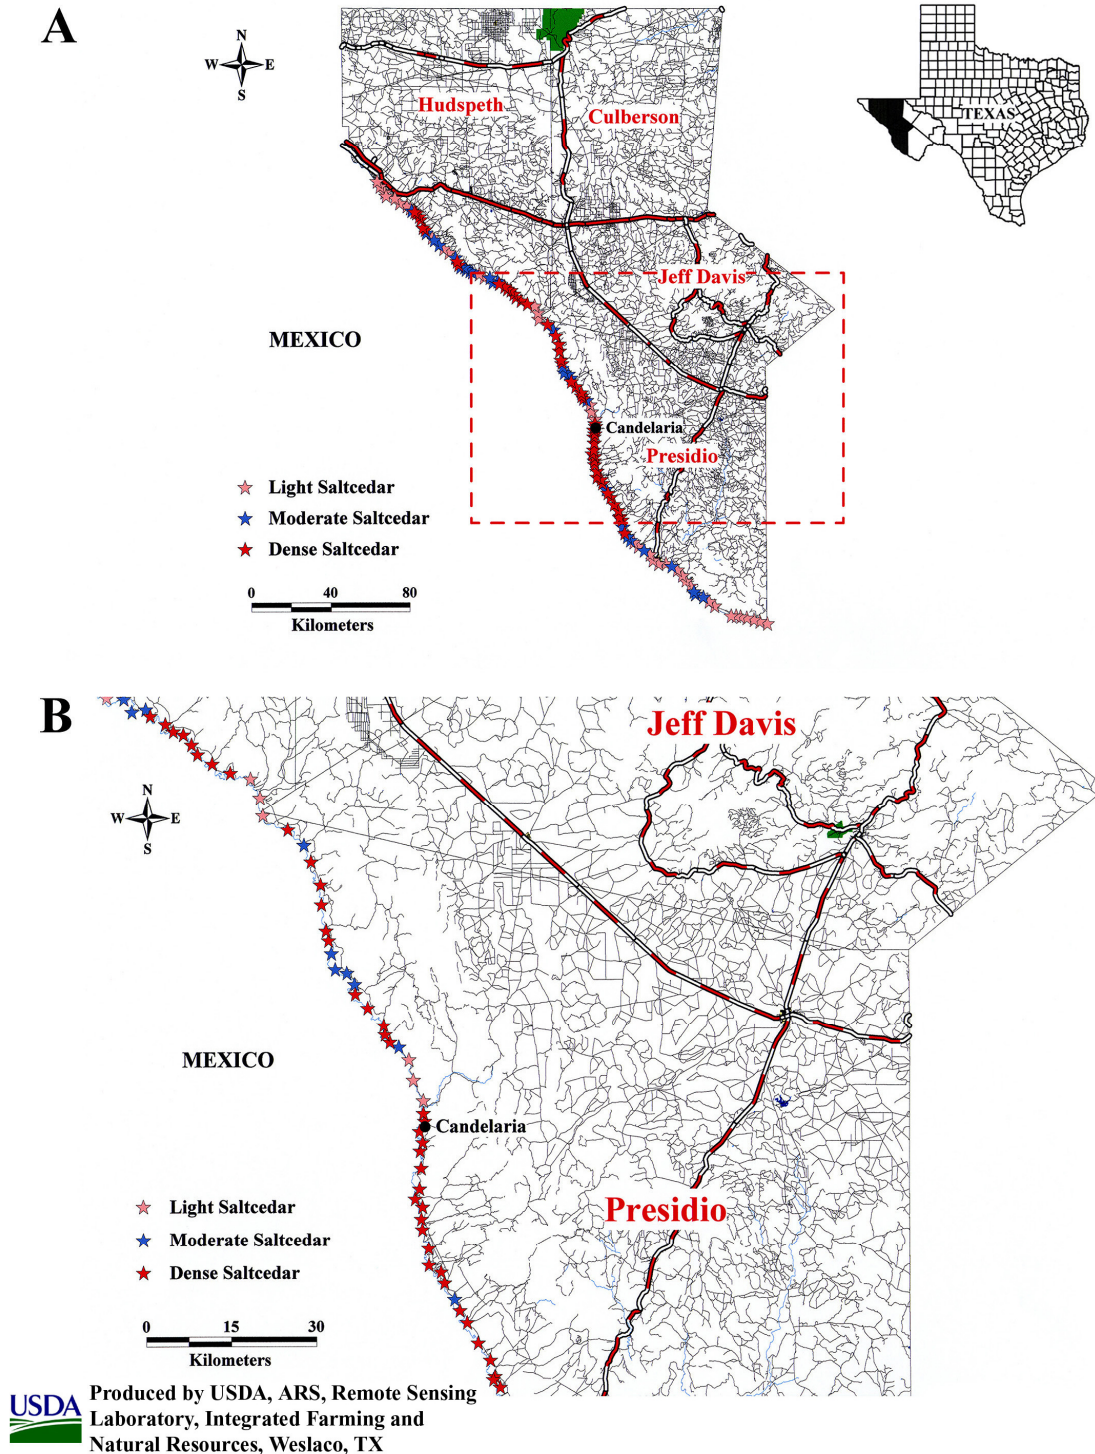 A
N
W E
S
Hudspeth
Culberson
TEXAS
Jeff Davis
MEXICO
Candelaria
Presidio
Light Saltcedar
Moderate Saltcedar
Dense Saltcedar
0 40 80
Kilometers
B
Jeff Davis
N
W E
S
MEXICO
Candelaria
Light Saltcedar
Moderate Saltcedar
Dense Saltcedar
Presidio
0 15 30
Kilometers
USDA
Produced by USDA, ARS, Remote Sensing
Laboratory, Integrated Farming and
Natural Resources, Weslaco, TX